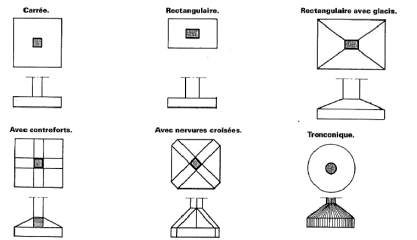 Carrée.
Rectangulaire.
Rectangulaire avec glacis.
Avec contreforts.
Avec nervures croisées.
Tronconique.